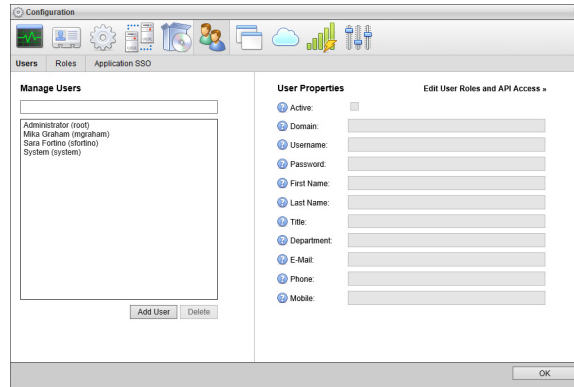 Configuration
Users Roles Application SSO
Manage Users
Administrator (root)
Mika Graham (mgraham)
Sara Fortino (sfortino)
System (system)
Add User Delete
User Properties Edit User Roles and API Access »
? Active:
? Domain:
? Username:
? Password:
? First Name:
? Last Name:
? Title:
? Department:
? E-Mail:
? Phone:
? Mobile:
OK